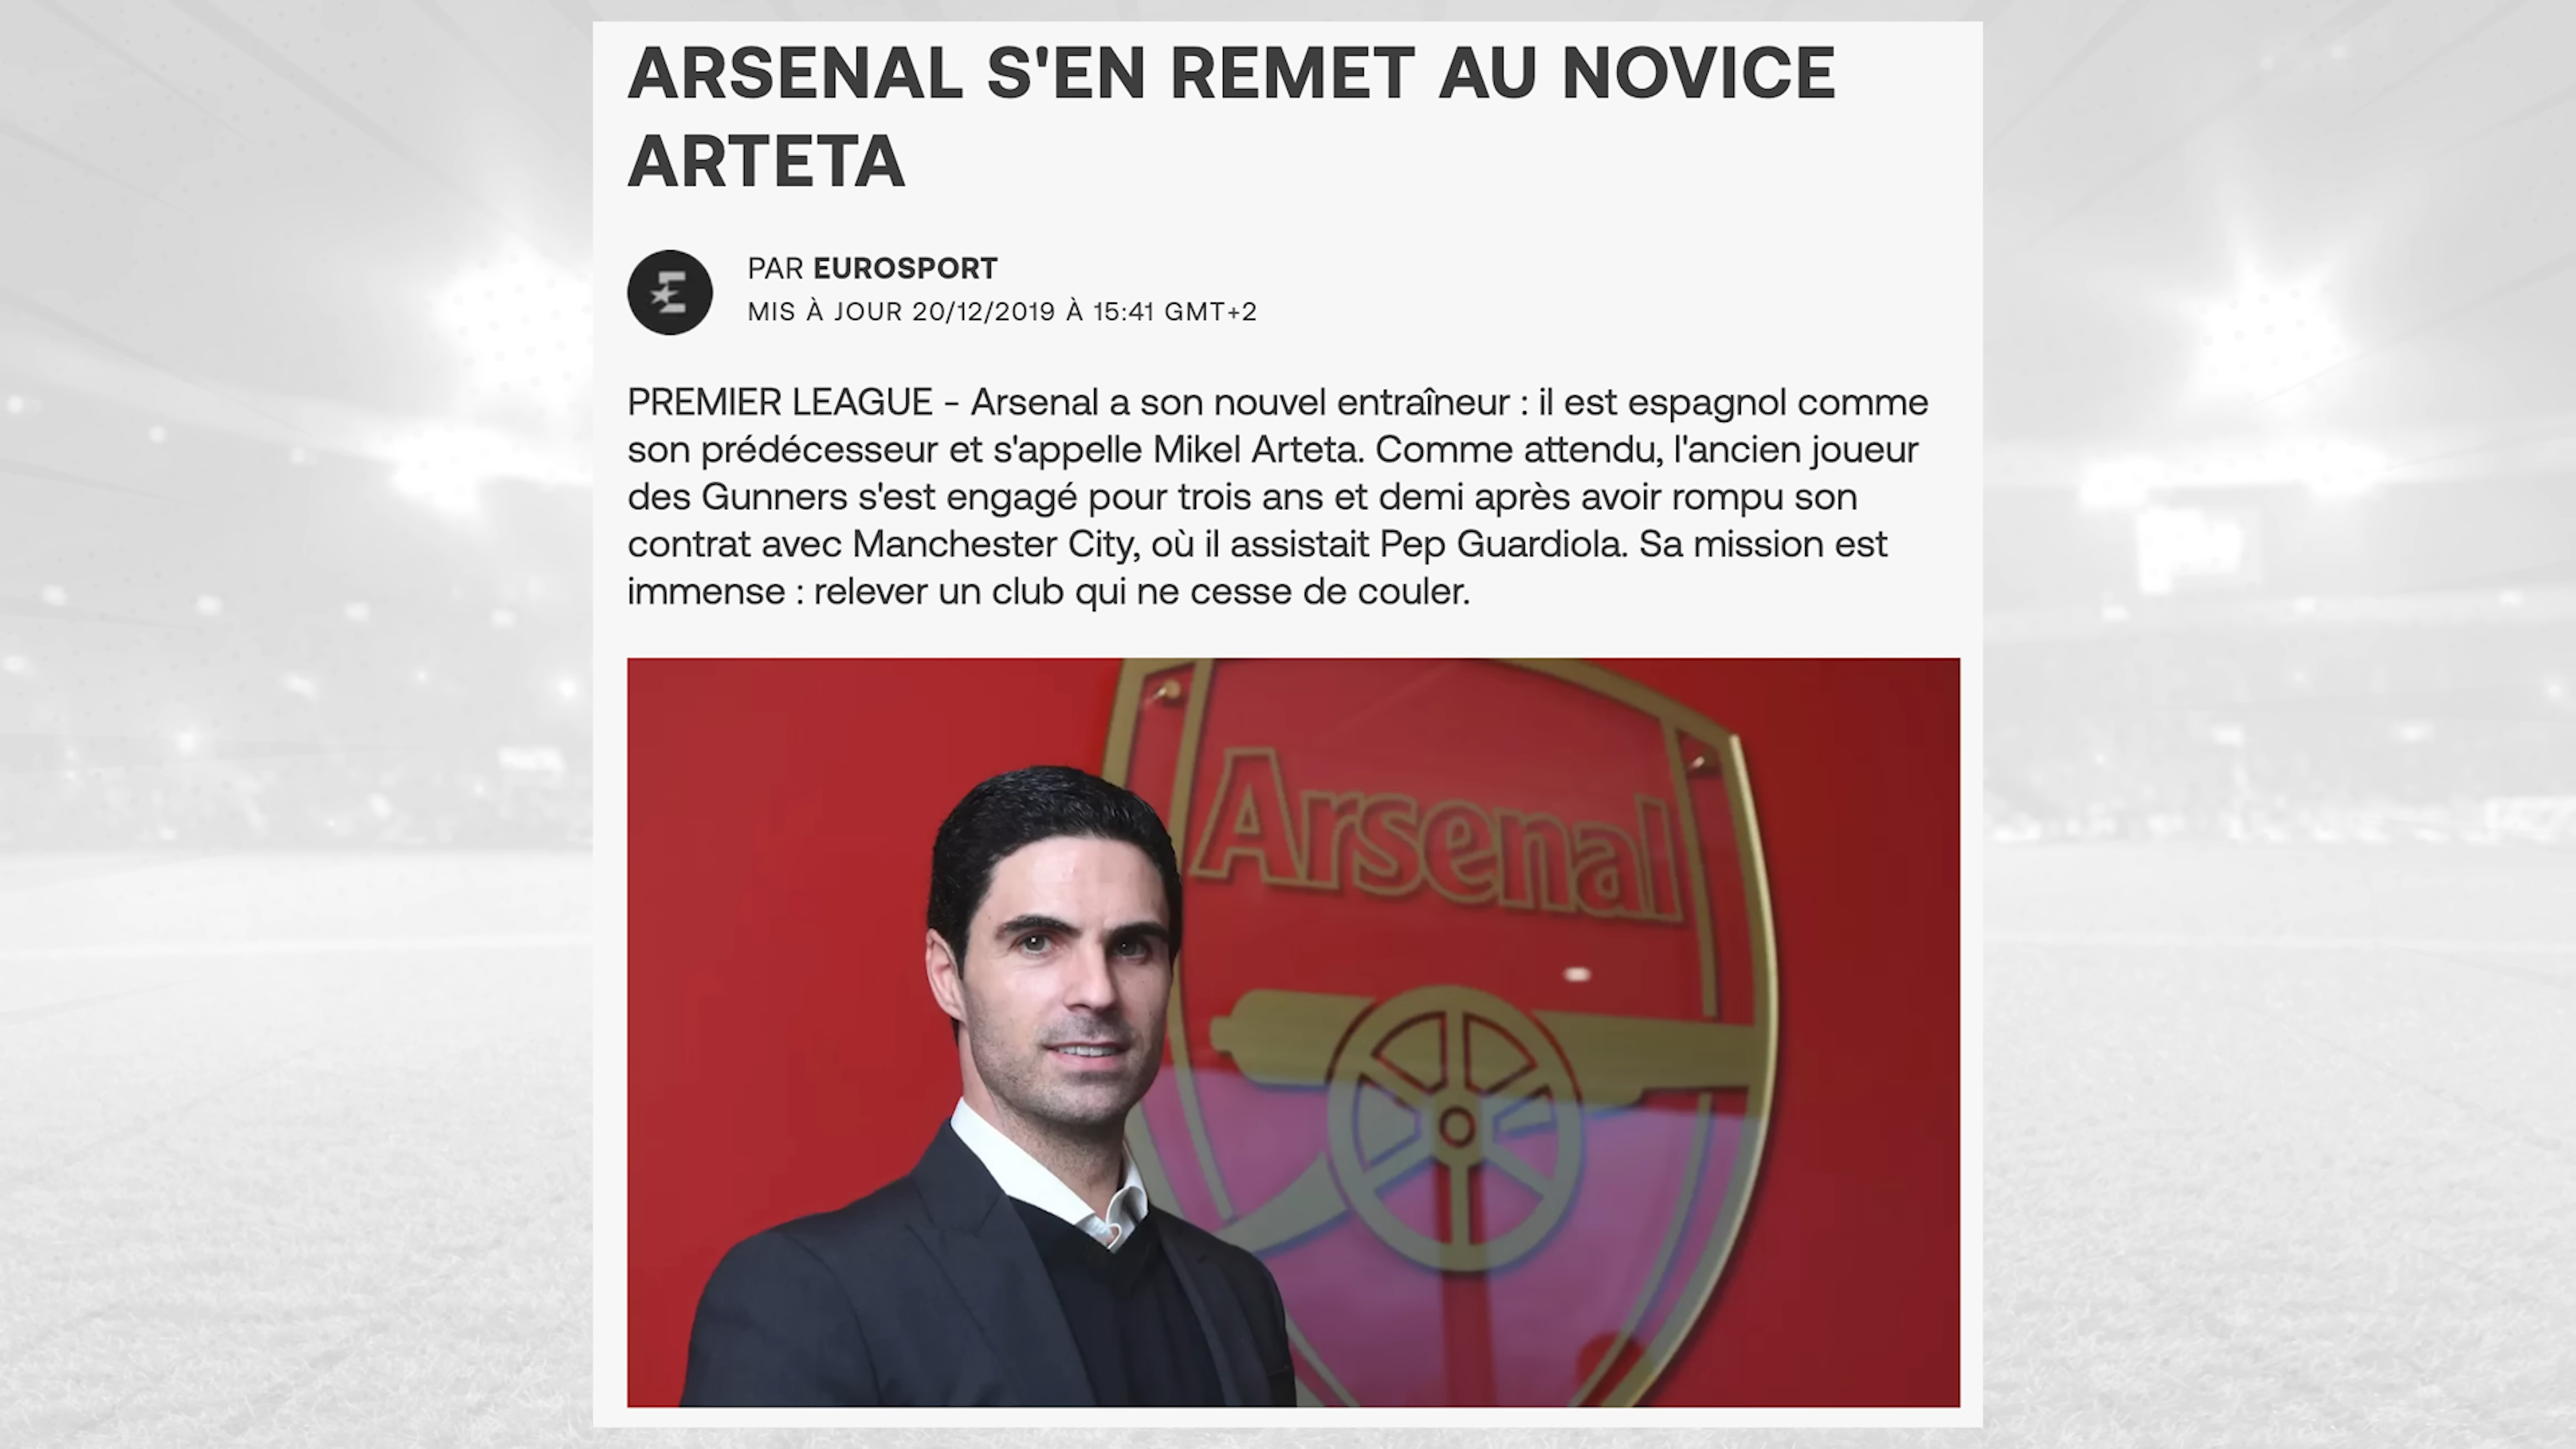 ARSENAL S'EN REMET AU NOVICE
ARTETA
PAR EUROSPORT
MIS À JOUR 20/12/2019 À 15:41 GMT+2
PREMIER LEAGUE - Arsenal a son nouvel entraîneur : il est espagnol comme
son prédécesseur et s'appelle Mikel Arteta. Comme attendu, l'ancien joueur
des Gunners s'est engagé pour trois ans et demi après avoir rompu son
contrat avec Manchester City, où il assistait Pep Guardiola. Sa mission est
immense : relever un club qui ne cesse de couler.
Arsenal